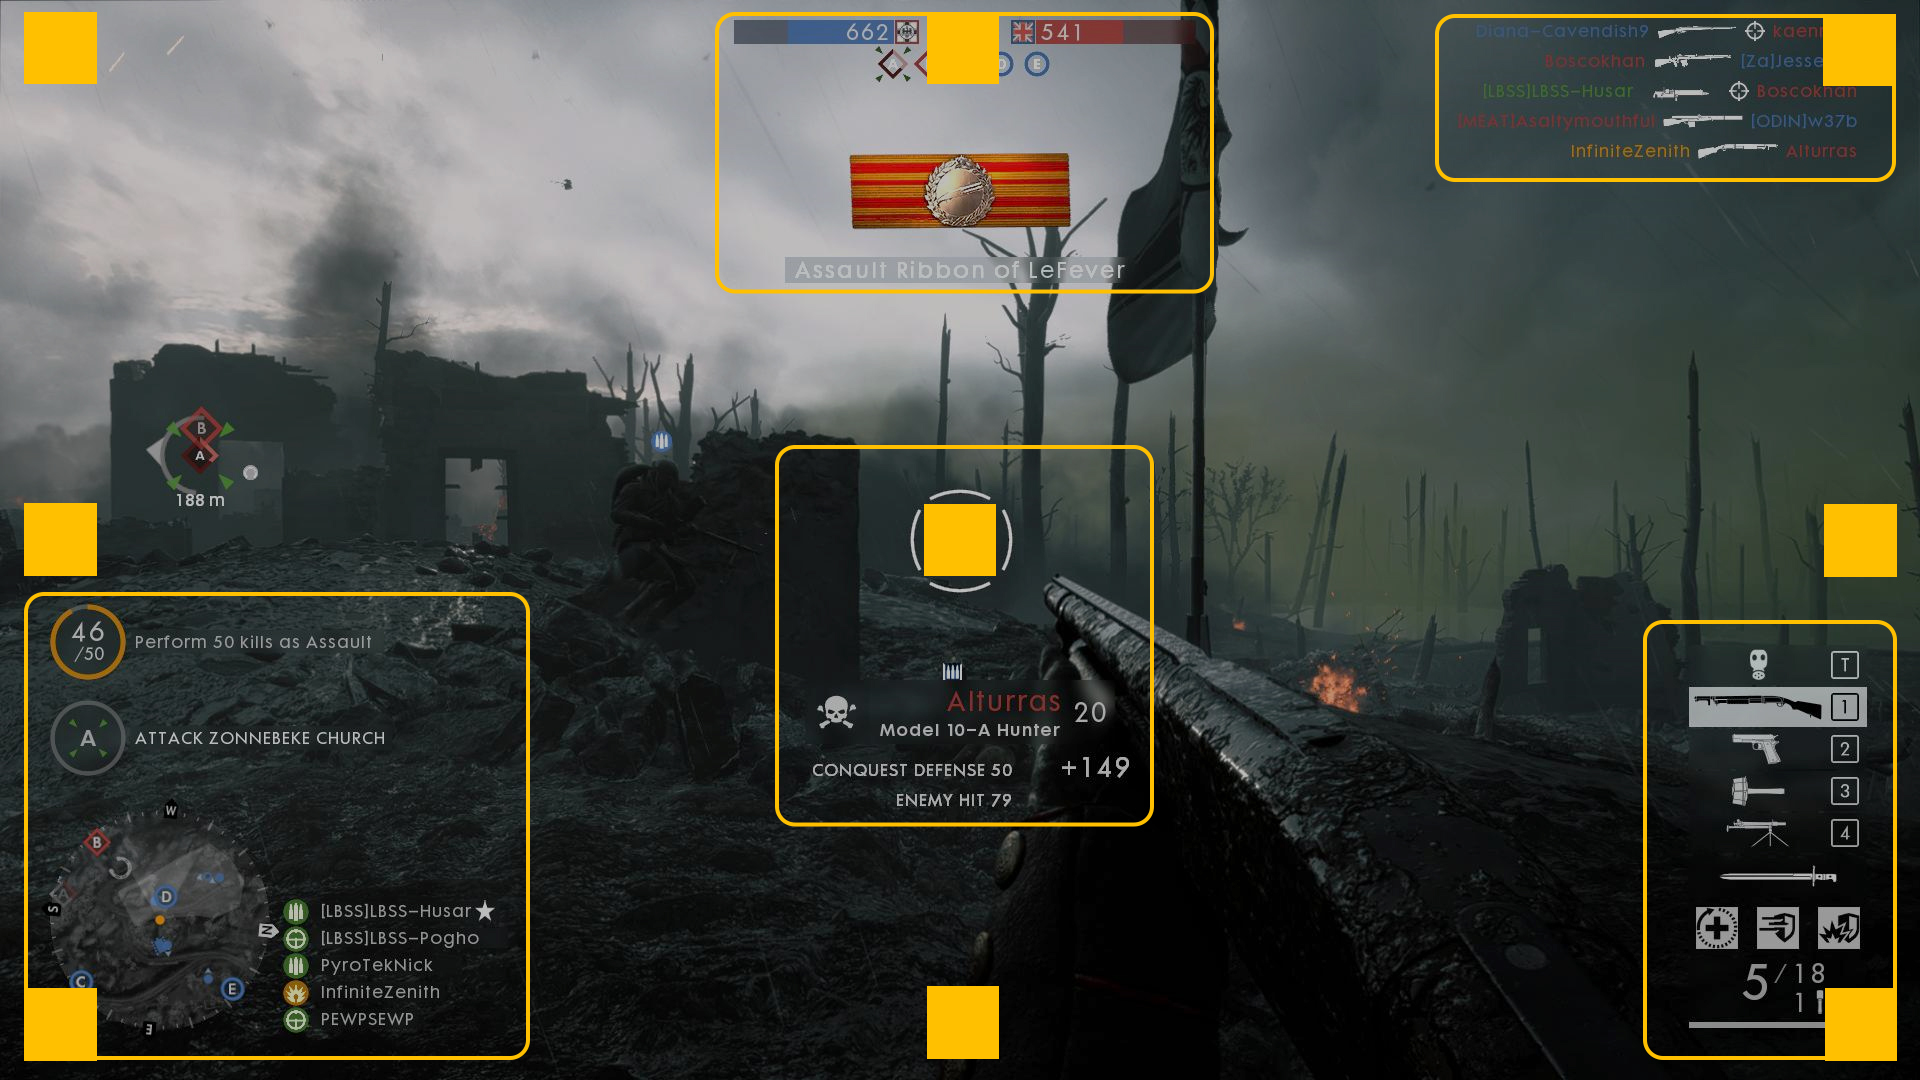 662
541
A
D
E
Diana-Cavendish9
Boscokhan [Za]Jesse
[LBSS]LBSS-Husar Boscokhan
[MEAT]Asaltymouthful [ODIN]w37b
InfiniteZenith Alturras
Assault Ribbon of LeFever
B
A
188 m
46
/50
Perform 50 kills as Assault
A
ATTACK ZONNEBEKE CHURCH
Alturras
20
Model 10-A Hunter
CONQUEST DEFENSE 50
+149
ENEMY HIT 79
T
1
2
3
4
5/18
1
W
B
D
S
N
C
E
E
[LBSS]LBSS-Husar
[LBSS]LBSS-Pogho
PyroTekNick
InfiniteZenith
PEWPSEWP